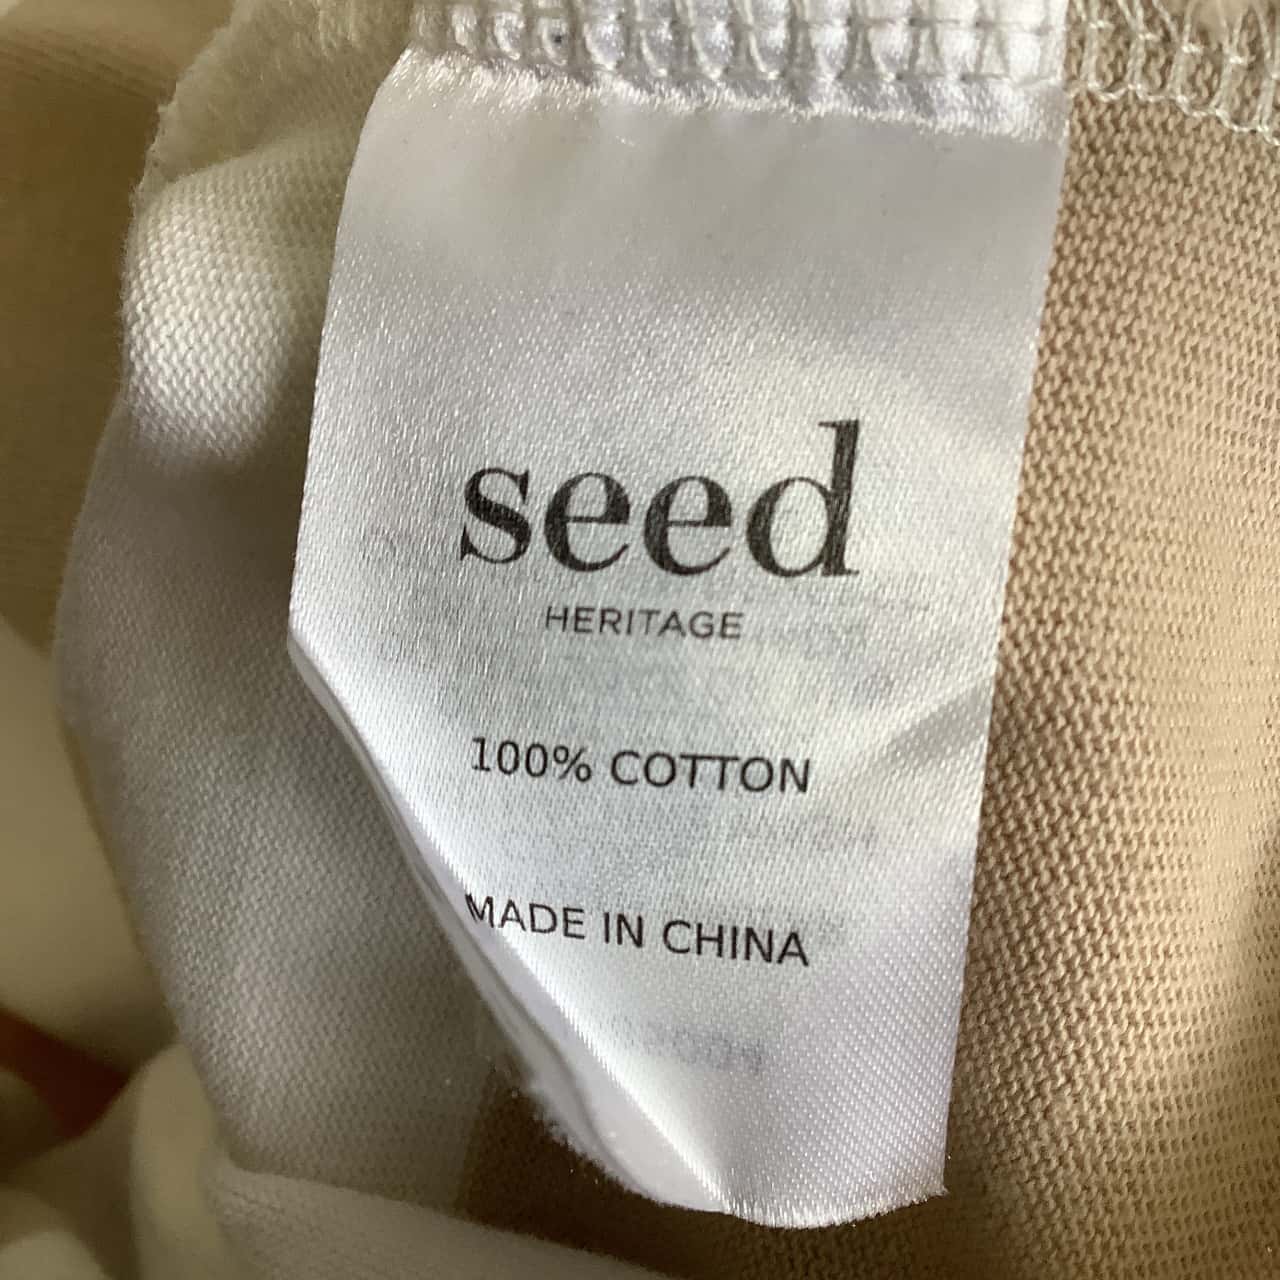 seed
HERITAGE
100% COTTON
MADE IN CHINA